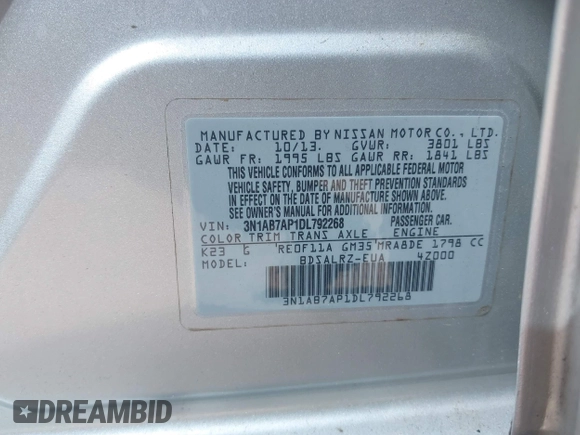 MANUFACTURED BY NISSAN MOTOR CO., LTD.
DATE: 10/13. GVWR: 3801 LBS
GAWR FR: 1995 LBS GAWR RR: 1841 LBS
THIS VEHICLE CONFORMS TO ALL APPLICABLE FEDERAL MOTOR
VEHICLE SAFETY, BUMPER AND THEFT PREVENTION STANDARDS
IN EFFECT ON THE DATE OF MANUFACTURE SHOWN ABOVE.
SEE OWNER'S MANUAL FOR ADDITIONAL INFORMATION.
VIN: 3N1AB7AP1DL792268 PASSENGER CAR.
COLOR TRIM TRANS AXLE ENGINE
K23 G RE0F11A GM35 MRA8DE 1798 CC
MODEL: BDSALRZ-EUA 4Z000
3N1AB7AP1DL792268
DREAMBID